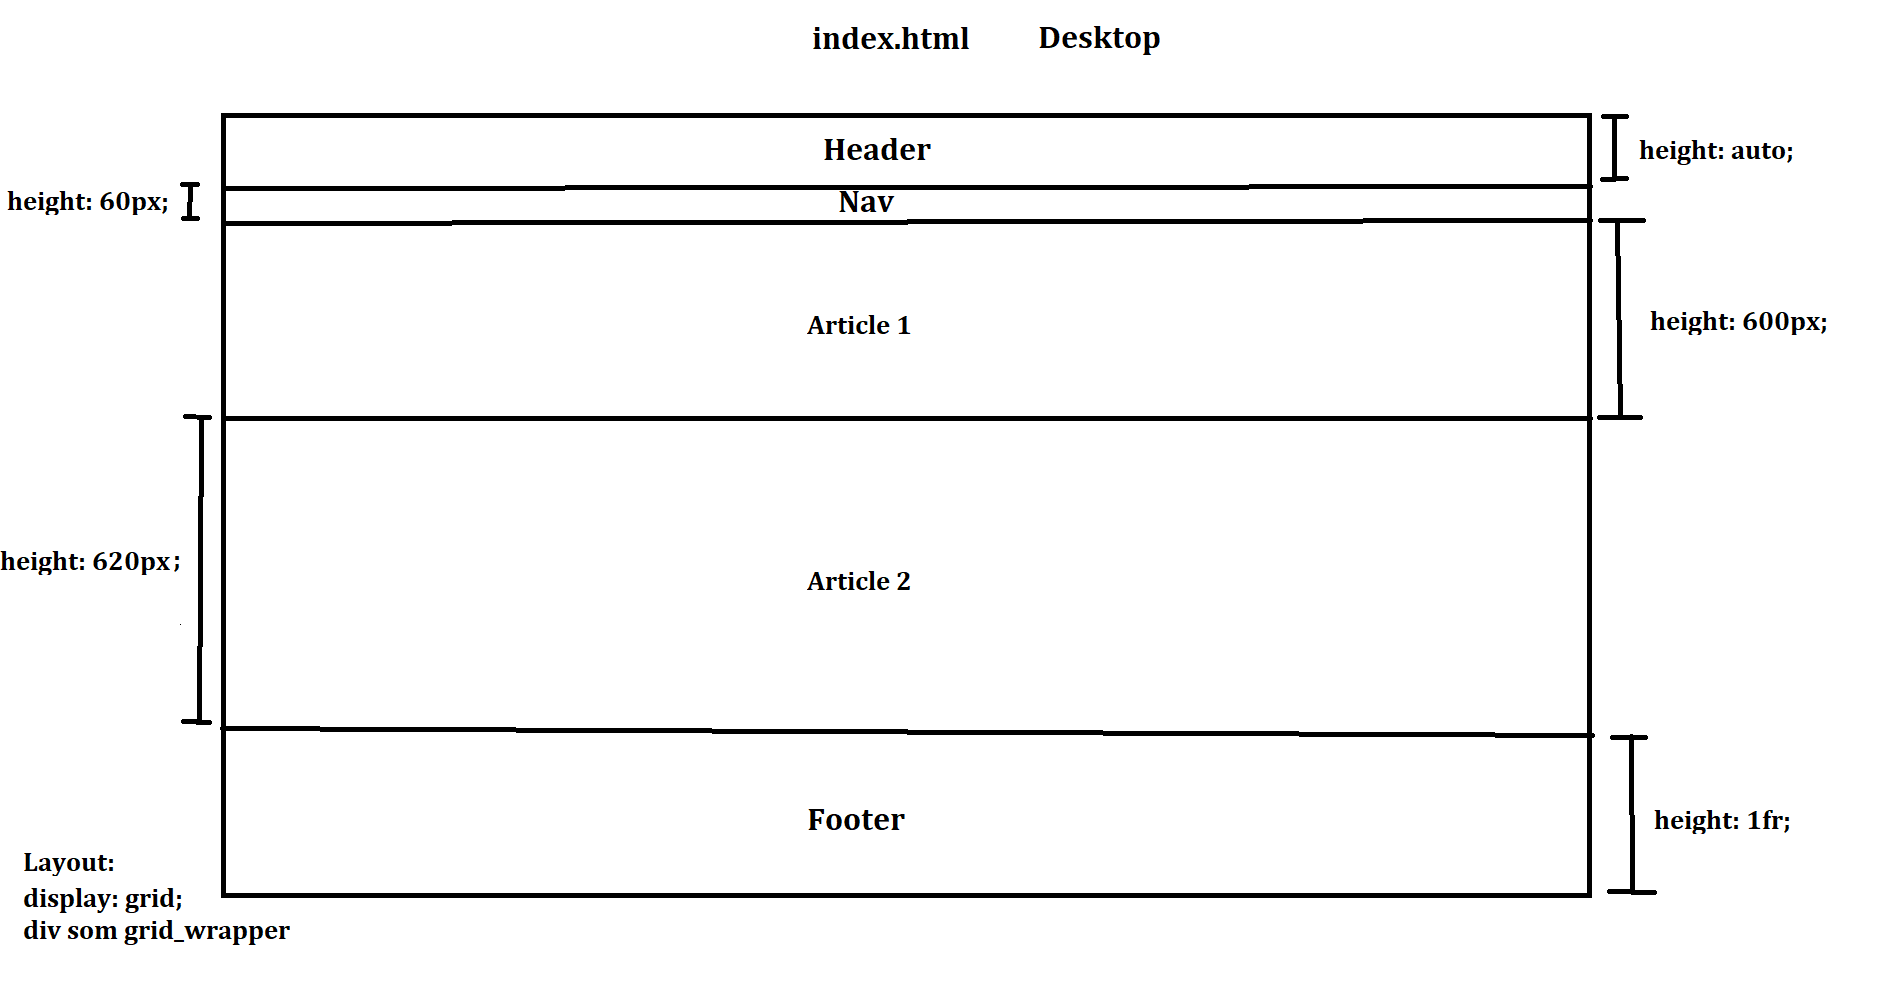 index.html Desktop
Header
height: auto;
height: 60px;
Nav
Article 1
height: 600px;
height: 620px;
Article 2
Footer
height: 1fr;
Layout:
display: grid;
div som grid_wrapper